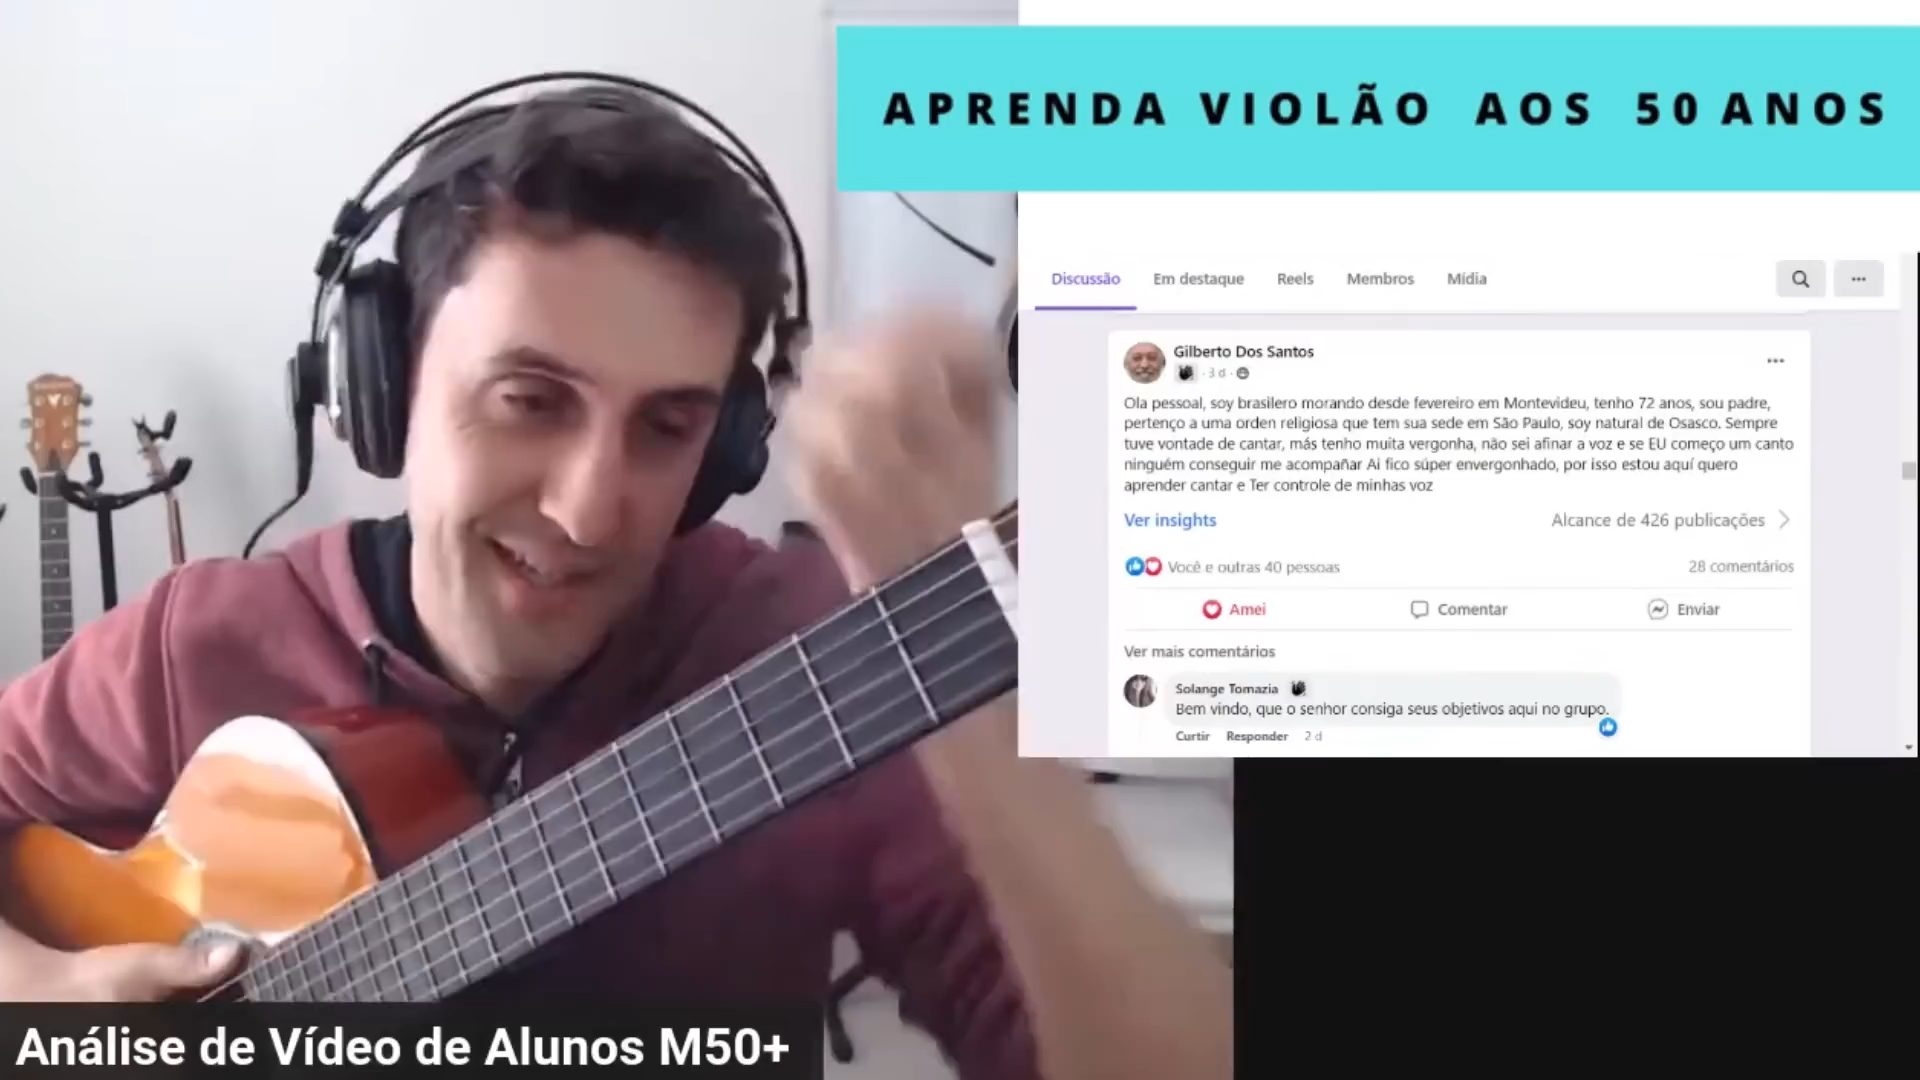 APRENDA VIOLÃO AOS 50 ANOS
Discussão Em destaque Reels Membros Mídia
Gilberto Dos Santos
· 3 d ·
Ola pessoal, soy brasilero morando desde fevereiro em Montevideu, tenho 72 anos, sou padre,
pertenço a uma orden religiosa que tem sua sede em São Paulo, soy natural de Osasco. Sempre
tuve vontade de cantar, más tenho muita vergonha, não sei afinar a voz e se EU começo um canto
ninguém conseguir me acompañar Ai fico súper envergonhado, por isso estou aquí quero
aprender cantar e Ter controle de minhas voz
Ver insights Alcance de 426 publicações
Você e outras 40 pessoas 28 comentários
Amei Comentar Enviar
Ver mais comentários
Solange Tomazia
Bem vindo, que o senhor consiga seus objetivos aqui no grupo.
Curtir Responder 2 d
Análise de Vídeo de Alunos M50+